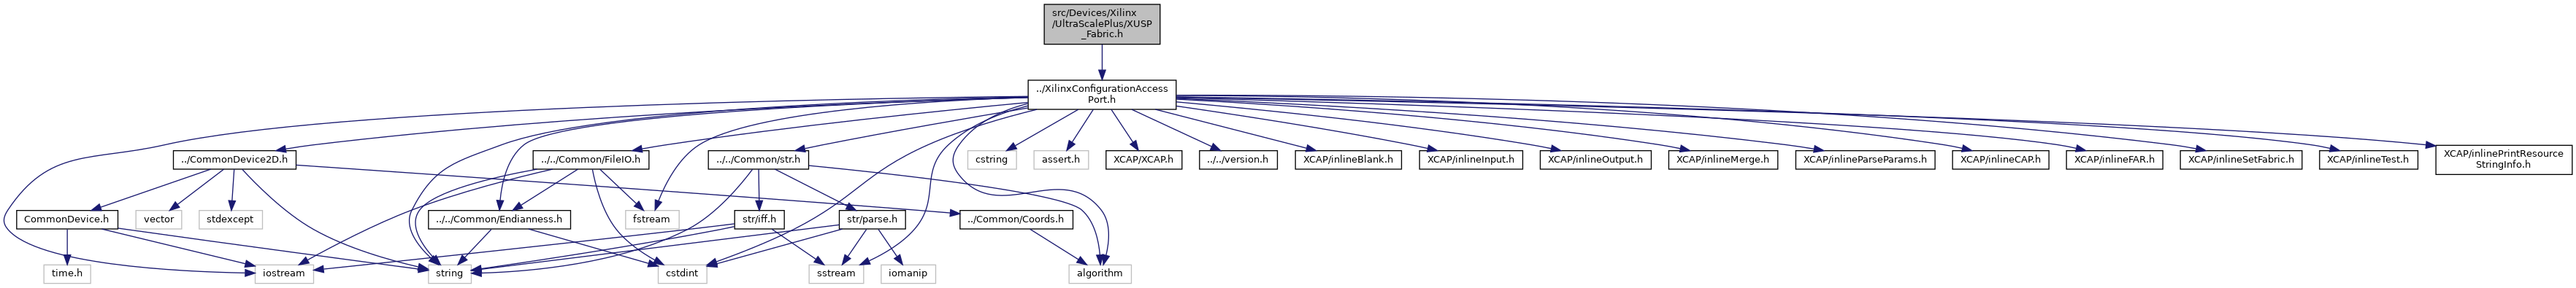 src/Devices/Xilinx
/UltraScalePlus/XUSP
_Fabric.h
../XilinxConfigurationAccess
Port.h
../CommonDevice2D.h
../../Common/FileIO.h
../../Common/str.h
cstring
assert.h
XCAP/XCAP.h
../../version.h
XCAP/inlineBlank.h
XCAP/inlineInput.h
XCAP/inlineOutput.h
XCAP/inlineMerge.h
XCAP/inlineParseParams.h
XCAP/inlineCAP.h
XCAP/inlineFAR.h
XCAP/inlineSetFabric.h
XCAP/inlineTest.h
XCAP/inlinePrintResource
StringInfo.h
CommonDevice.h
vector
stdexcept
../../Common/Endianness.h
fstream
str/iff.h
str/parse.h
../Common/Coords.h
time.h
iostream
string
cstdint
sstream
iomanip
algorithm